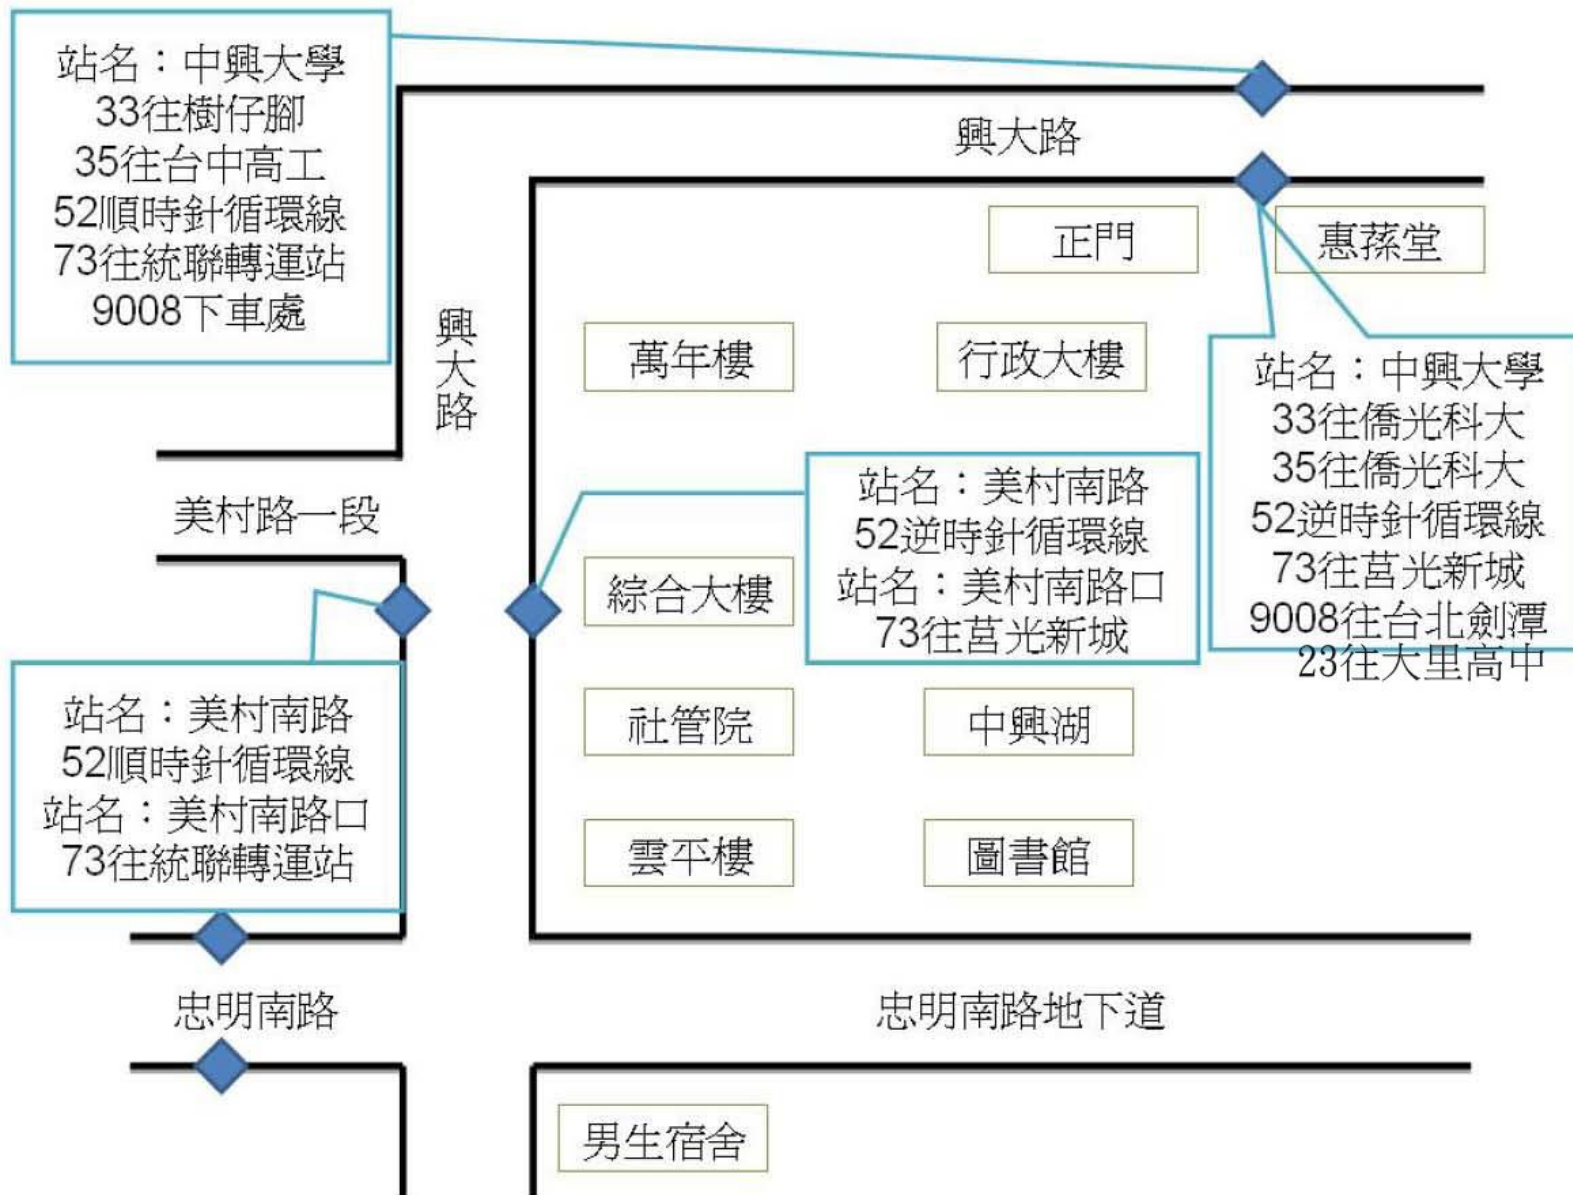 站名：中興大學
33往樹仔腳
35往台中高工
52順時針循環線
73往統聯轉運站
9008下車處
興大路
正門
惠蓀堂
興大路
萬年樓
行政大樓
站名：中興大學
33往僑光科大
35往僑光科大
52逆時針循環線
73往莒光新城
9008往台北劍潭
23往大里高中
美村路一段
站名：美村南路
52逆時針循環線
站名：美村南路口
73往莒光新城
綜合大樓
站名：美村南路
52順時針循環線
站名：美村南路口
73往統聯轉運站
社管院
中興湖
雲平樓
圖書館
忠明南路
忠明南路地下道
男生宿舍